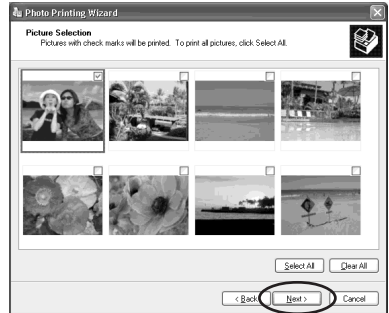 Photo Printing Wizard
Picture Selection
Pictures with check marks will be printed. To print all pictures, click Select All.
Select All Clear All
< Back Next > Cancel